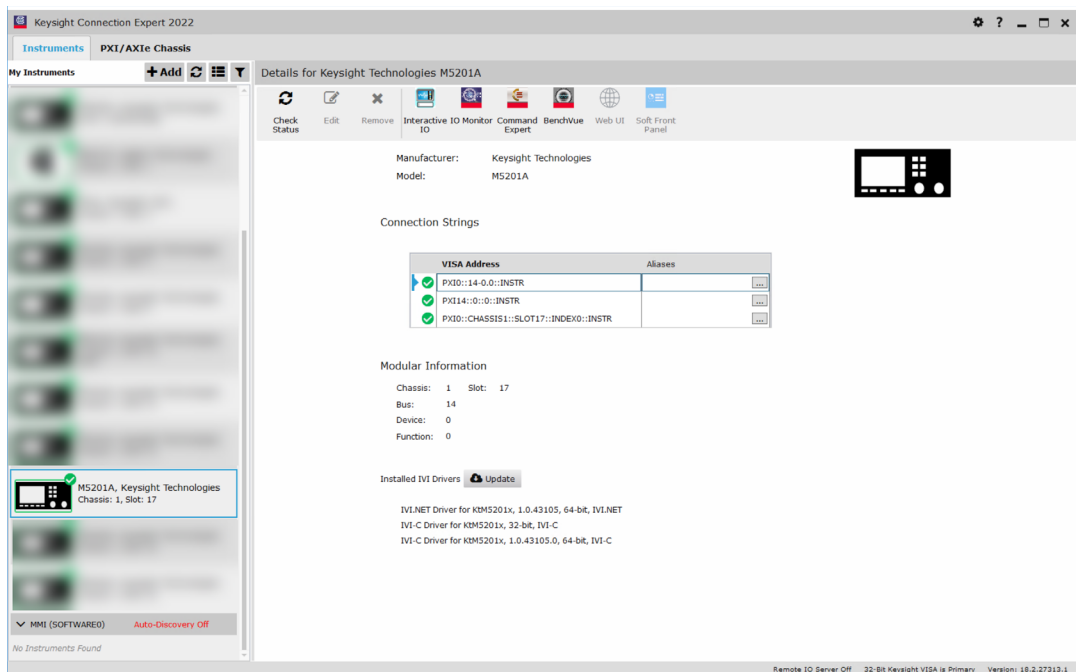 Keysight Connection Expert 2022
Instruments PXI/AXIe Chassis
My Instruments +Add
Details for Keysight Technologies M5201A
Check Status Edit Remove Interactive IO IO Monitor Command Expert BenchVue Web UI Soft Front Panel
Manufacturer: Keysight Technologies
Model: M5201A
Connection Strings
VISA Address Aliases
PXI0::14-0.0::INSTR ...
PXI14::0::0::INSTR ...
PXI0::CHASSIS1::SLOT17::INDEX0::INSTR ...
Modular Information
Chassis: 1 Slot: 17
Bus: 14
Device: 0
Function: 0
Installed IVI Drivers Update
IVI.NET Driver for KtM5201x, 1.0.43105, 64-bit, IVI.NET
IVI-C Driver for KtM5201x, 32-bit, IVI-C
IVI-C Driver for KtM5201x, 1.0.43105.0, 64-bit, IVI-C
M5201A, Keysight Technologies
Chassis: 1, Slot: 17
MMI (SOFTWARE0) Auto-Discovery Off
No Instruments Found
Remote IO Server Off 32-Bit Keysight VISA is Primary Version: 18.2.27313.1